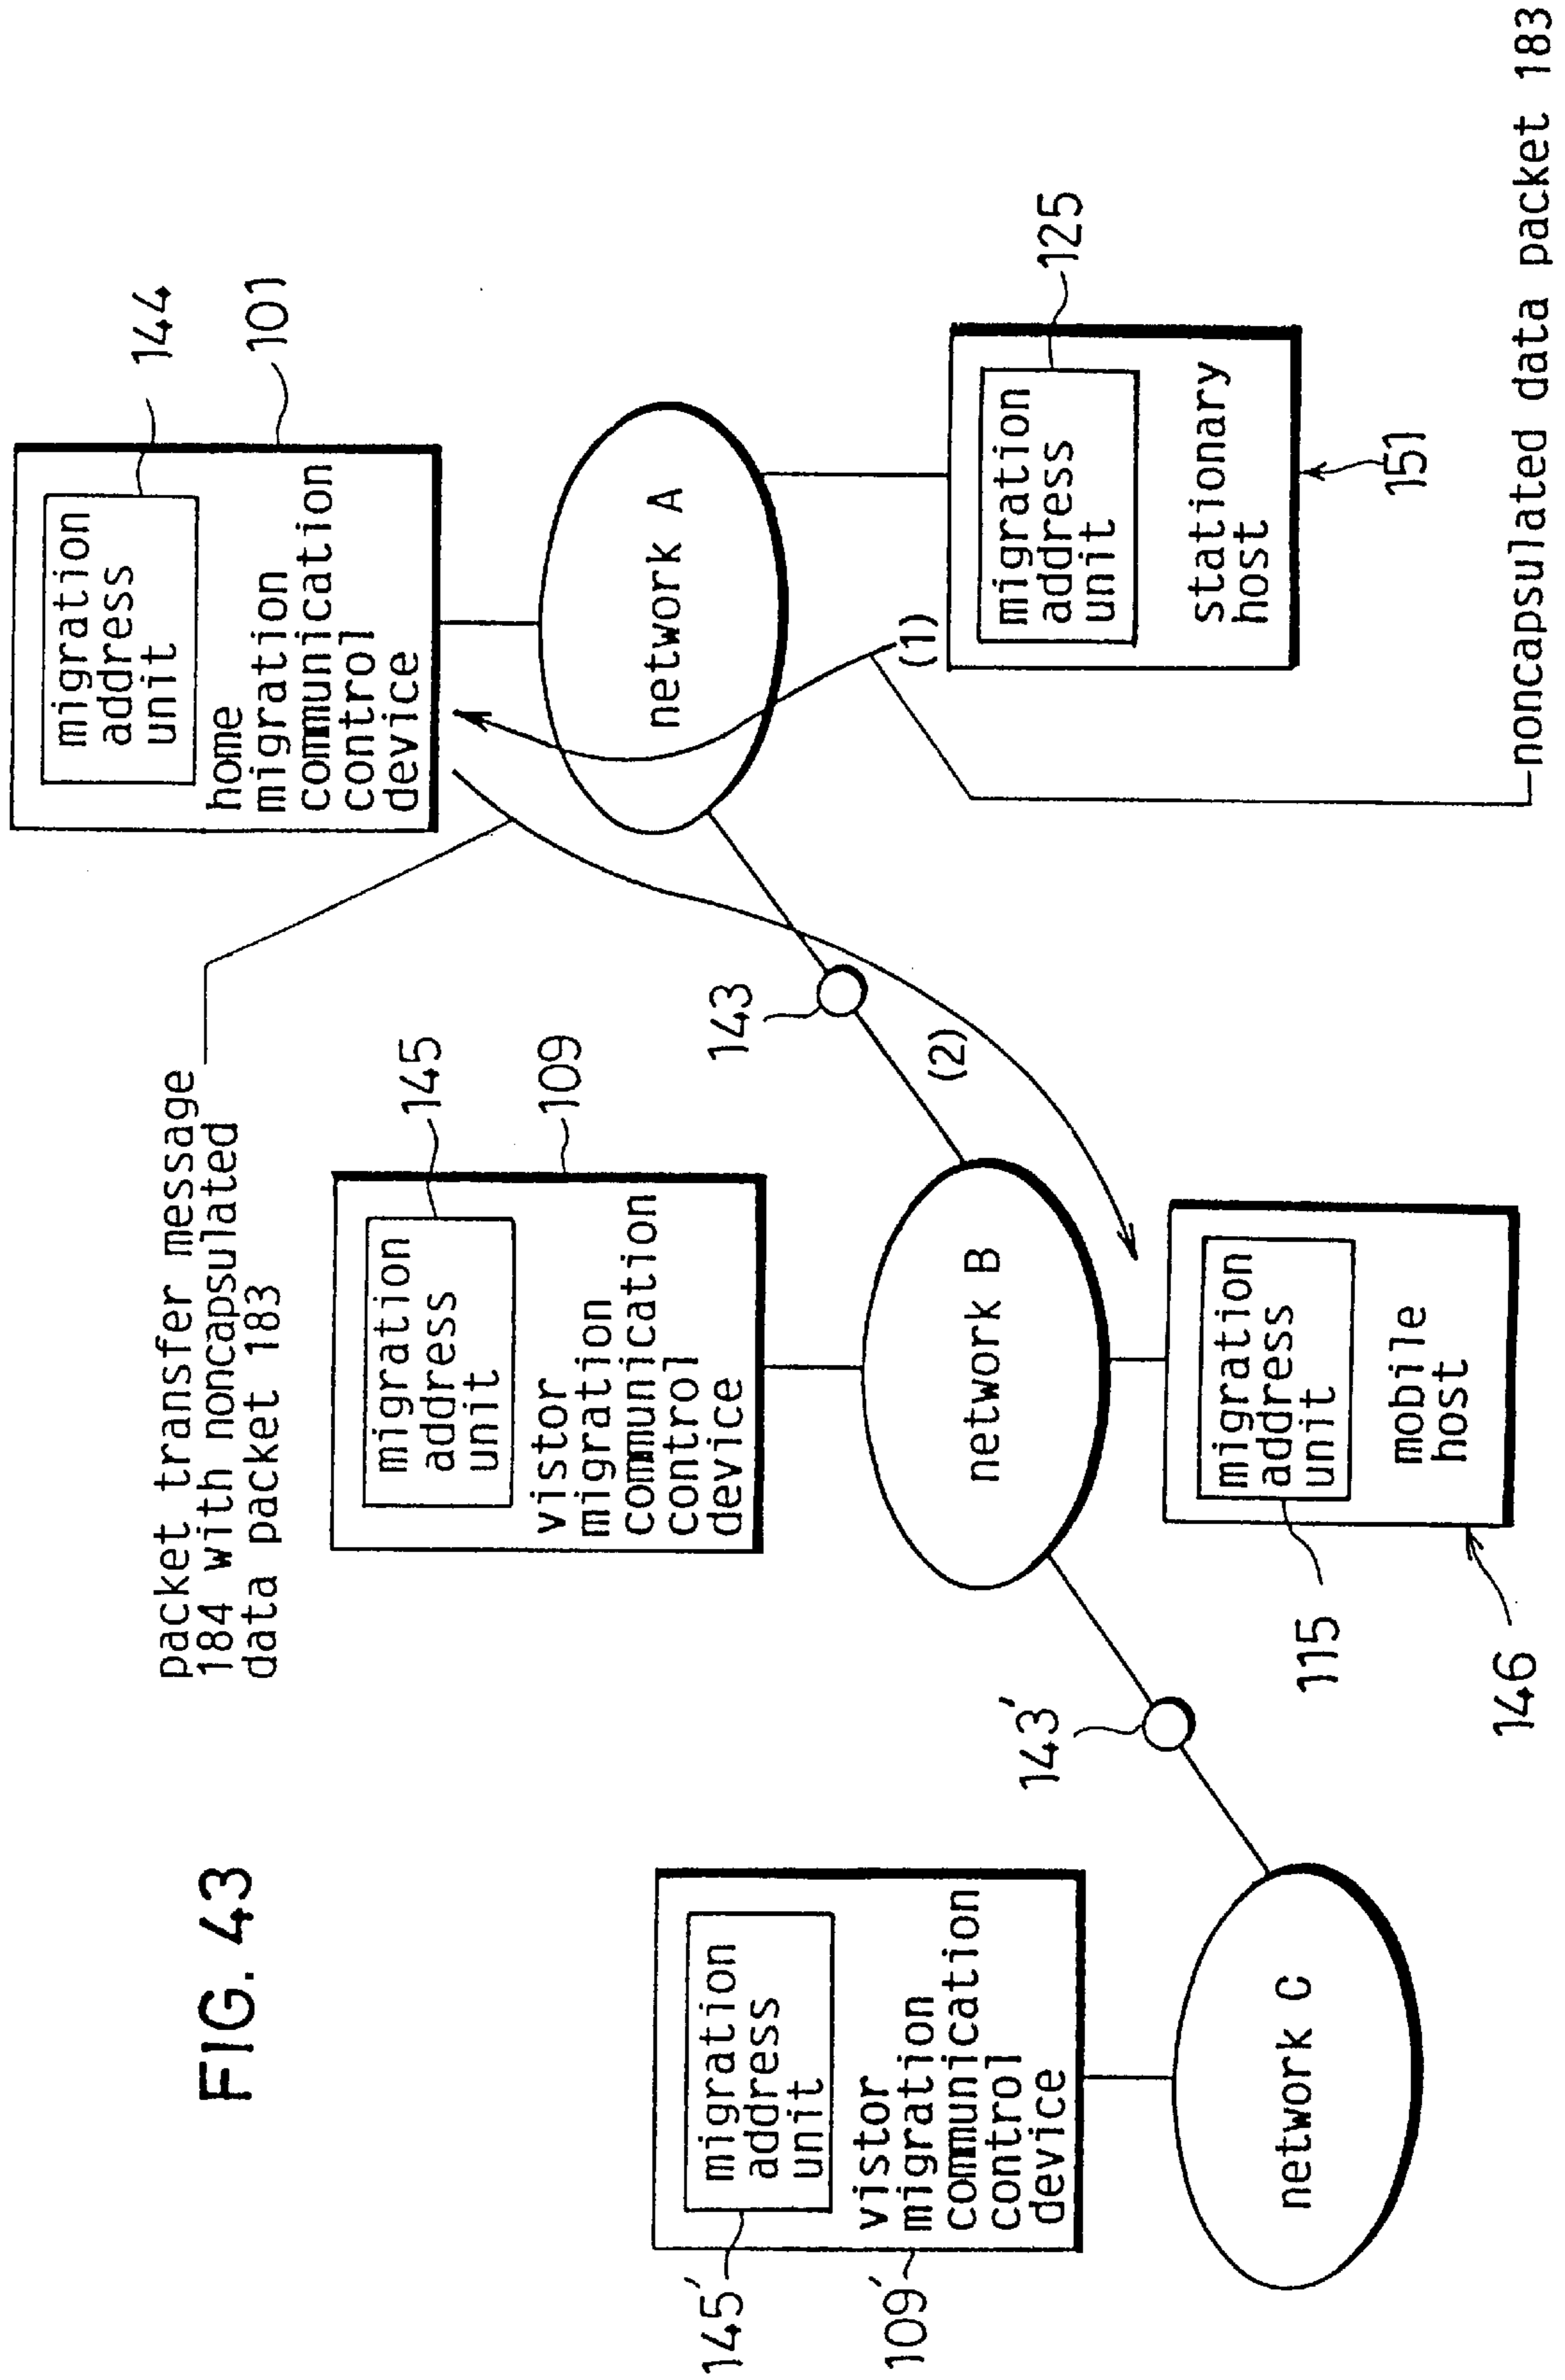 FIG. 43
packet transfer message
184 with noncapsulated
data packet 183
144
101
migration
address
unit
home
migration
communication
control
device
145
109
migration
address
unit
vistor
migration
communication
control
device
145'
109'
migration
address
unit
vistor
migration
communication
control
device
network A
143
(2)
(1)
network B
143'
network C
125
migration
address
unit
stationary
host
151
migration
address
unit
mobile
host
115
146
noncapsulated data packet 183